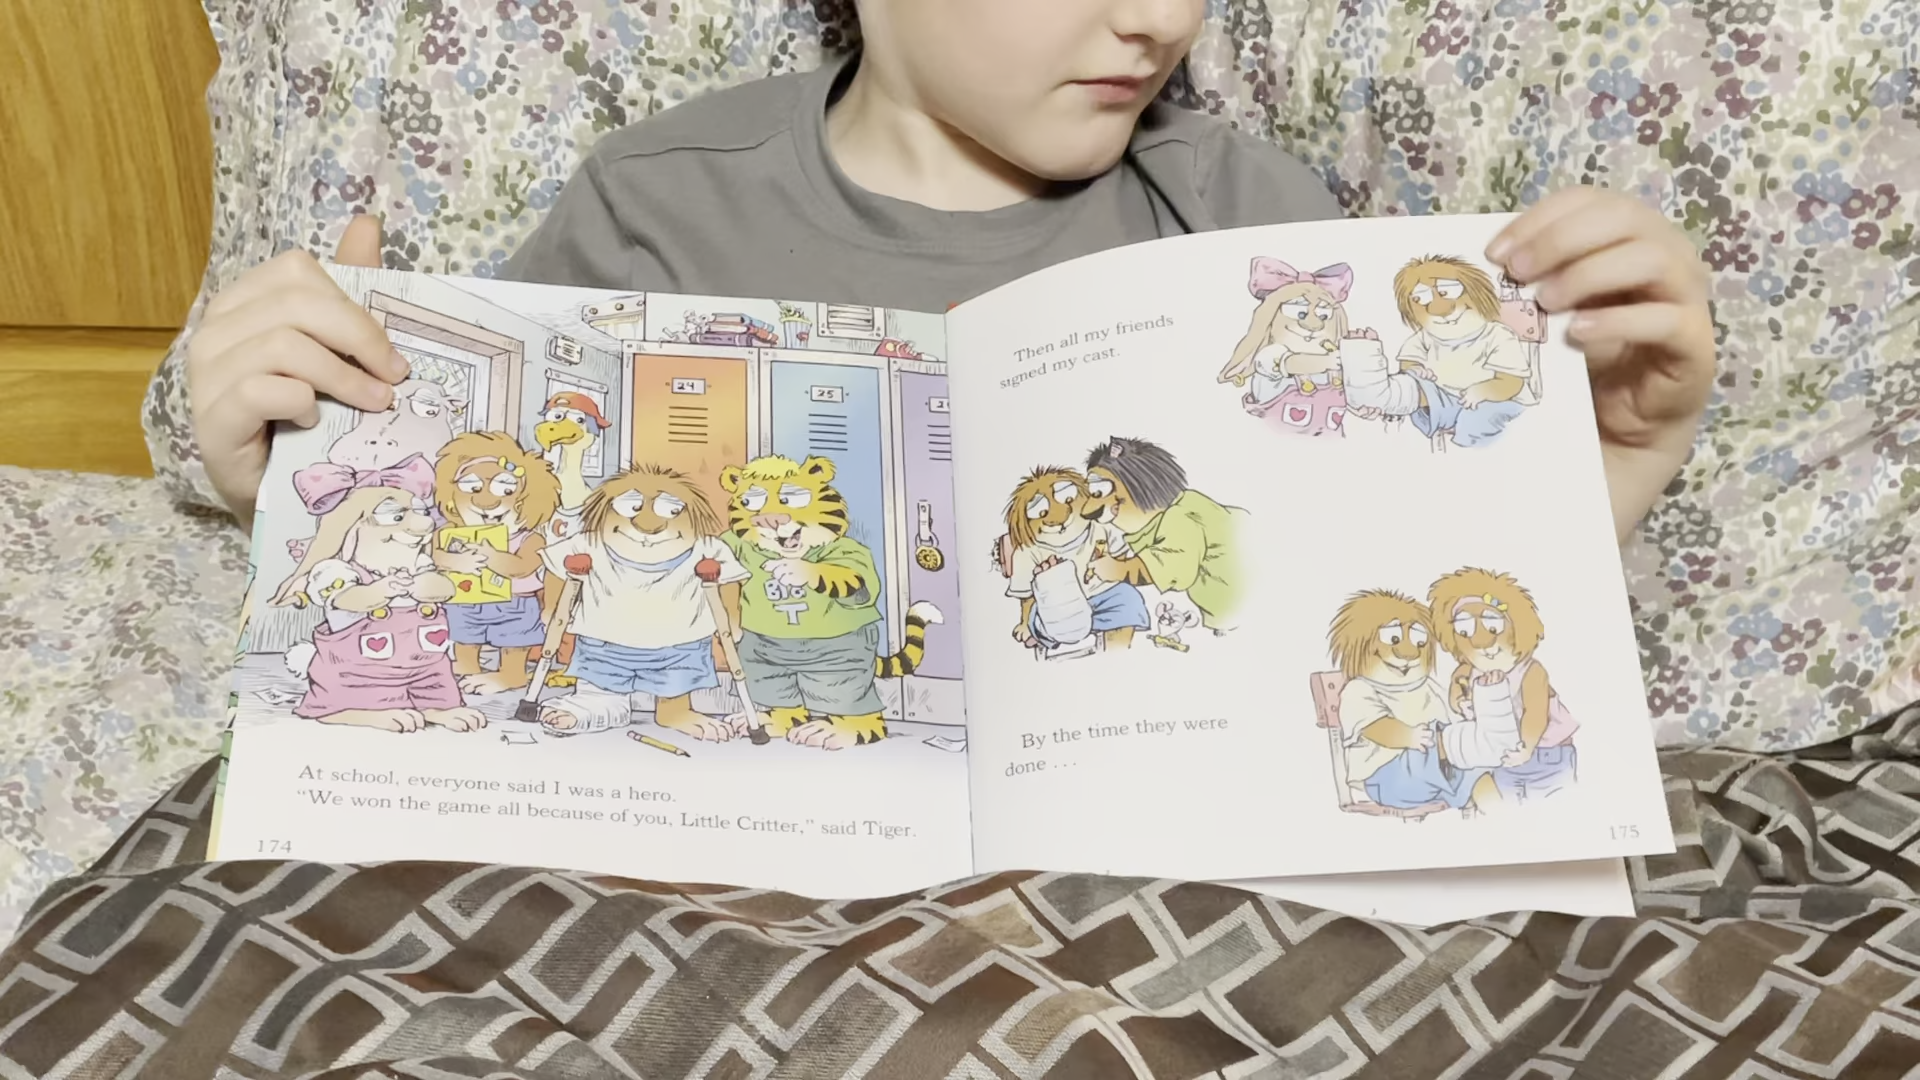 24
25
BIG
T
At school, everyone said I was a hero.
"We won the game all because of you, Little Critter," said Tiger.
174
Then all my friends
signed my cast.
By the time they were
done . . .
175